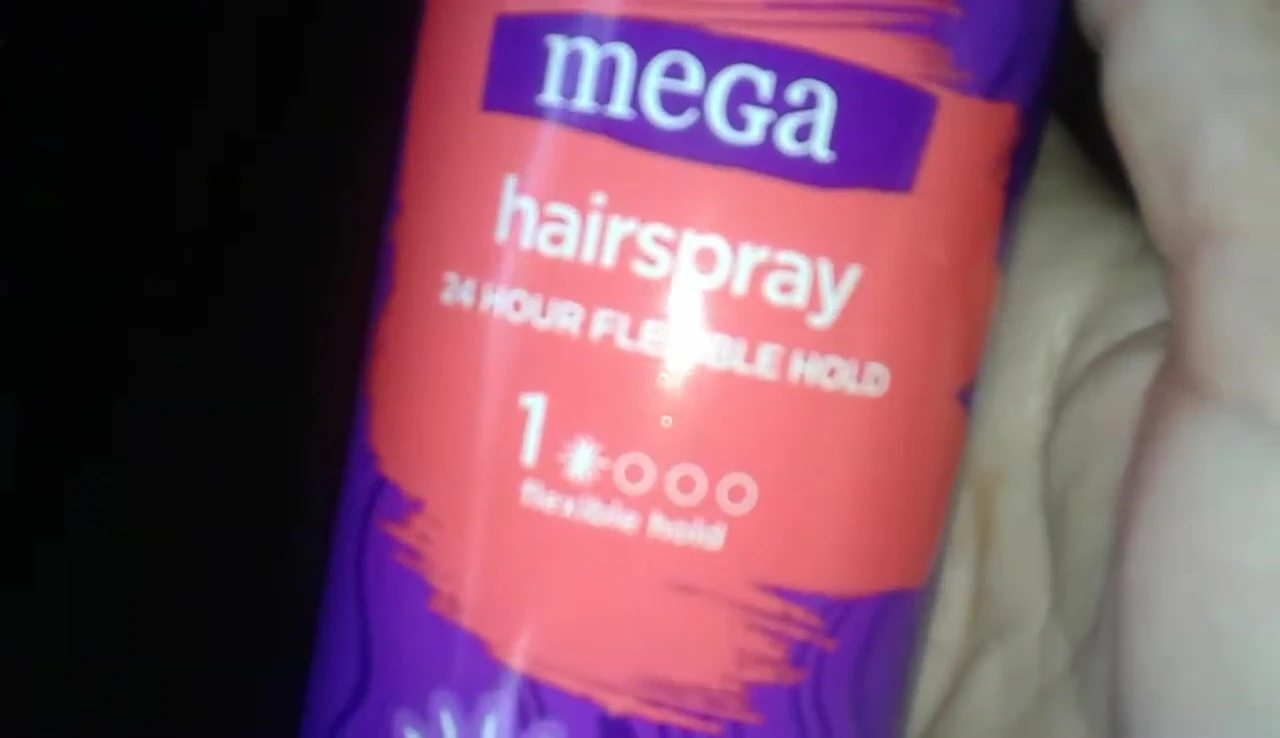 meGa
hairspray
24 HOUR FLEXIBLE HOLD
1
flexible hold